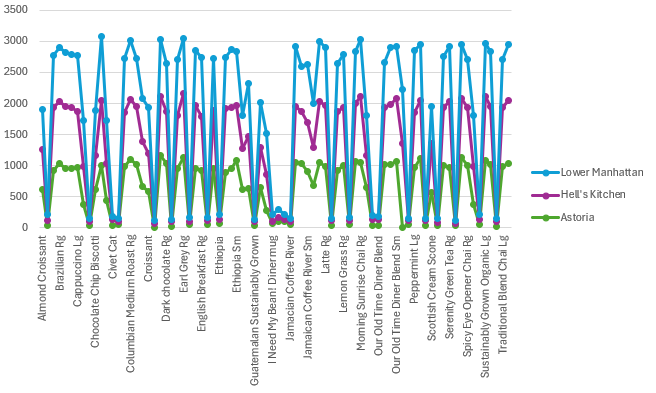 3500
3000
2500
2000
1500
1000
500
0
Almond Croissant
Brazilian Rg
Cappuccino Lg
Chocolate Chip Biscotti
Civet Cat
Columbian Medium Roast Rg
Croissant
Dark chocolate Rg
Earl Grey Rg
English Breakfast Rg
Ethiopia
Ethiopia Sm
Guatemalan Sustainably Grown
I Need My Bean! Diner mug
Jamacian Coffee River
Jamaican Coffee River Sm
Latte Rg
Lemon Grass Rg
Morning Sunrise Chai Rg
Our Old Time Diner Blend
Our Old Time Diner Blend Sm
Peppermint Lg
Scottish Cream Scone
Serenity Green Tea Rg
Spicy Eye Opener Chai Rg
Sustainably Grown Organic Lg
Traditional Blend Chai Lg
Lower Manhattan
Hell's Kitchen
Astoria